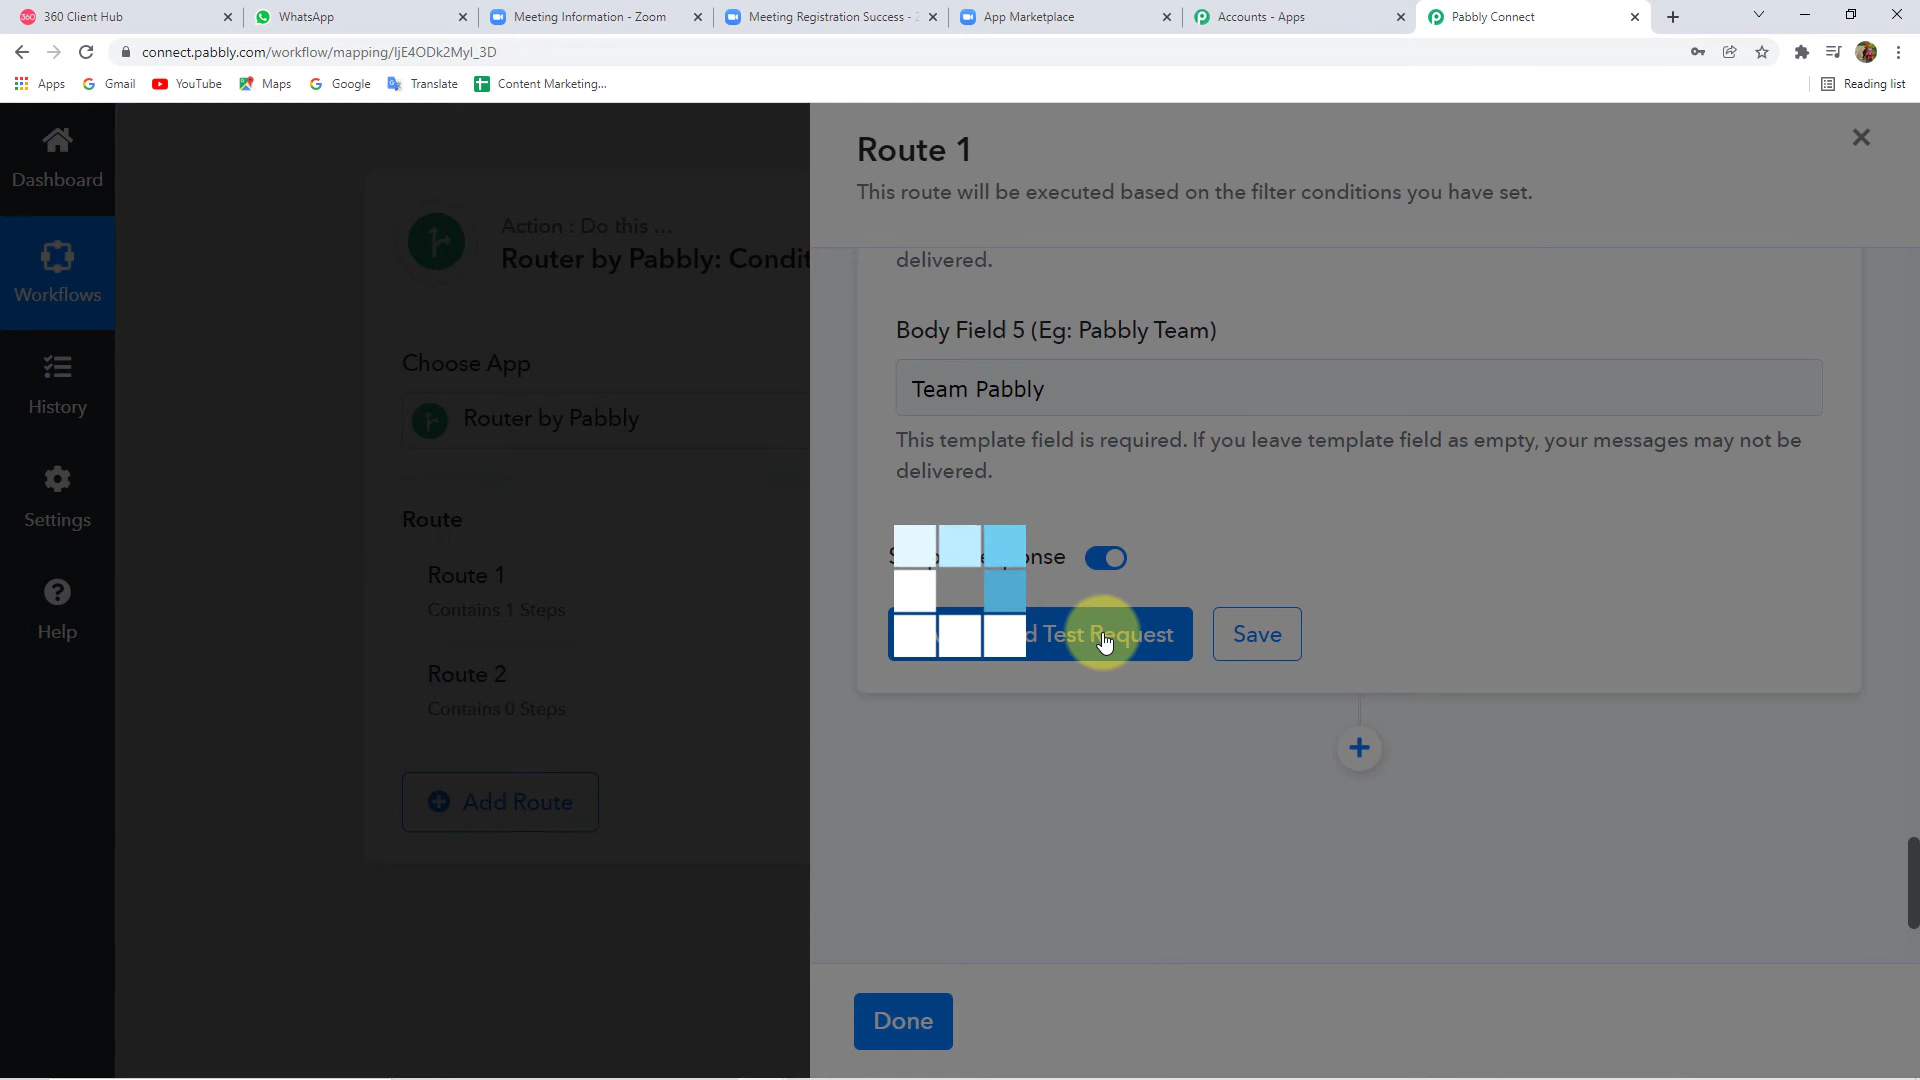 360 Client Hub
WhatsApp
Meeting Information - Zoom
Meeting Registration Success -
App Marketplace
Accounts - Apps
Pabbly Connect
connect.pabbly.com/workflow/mapping/IjE4ODk2MyI_3D
Apps
Gmail
YouTube
Maps
Google
Translate
Content Marketing...
Reading list
Dashboard
Workflows
History
Settings
Help
Action : Do this ...
Router by Pabbly: Condit
Choose App
Router by Pabbly
Route
Route 1
Contains 1 Steps
Route 2
Contains 0 Steps
Add Route
Route 1
This route will be executed based on the filter conditions you have set.
delivered.
Body Field 5 (Eg: Pabbly Team)
Team Pabbly
This template field is required. If you leave template field as empty, your messages may not be
delivered.
Test Request
Save
Done